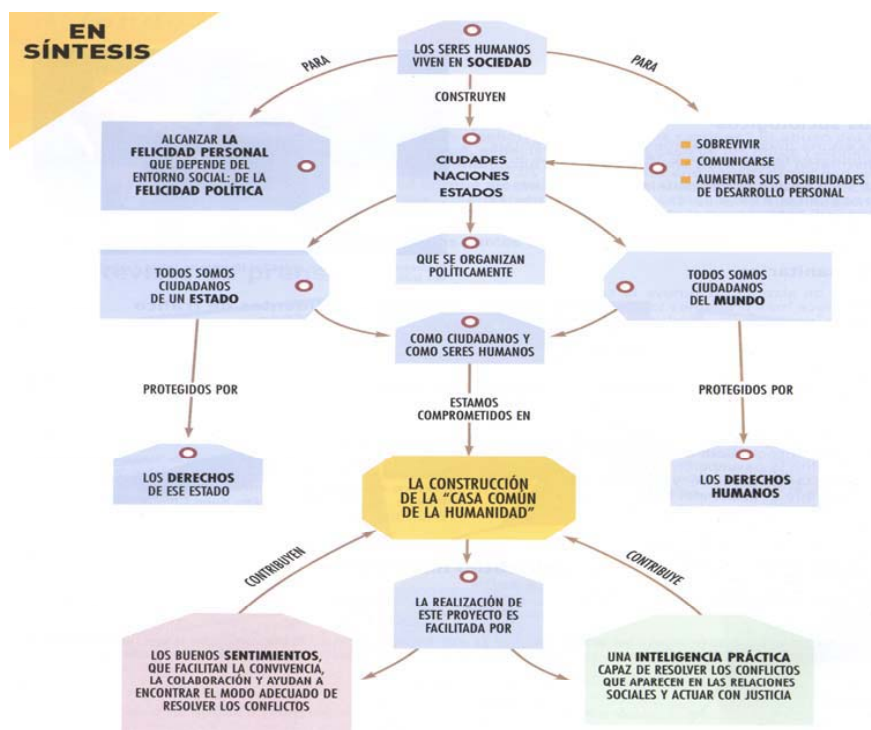 EN
SÍNTESIS
LOS SERES HUMANOS
VIVEN EN SOCIEDAD
PARA
PARA
CONSTRUYEN
ALCANZAR LA
FELICIDAD PERSONAL
QUE DEPENDE DEL
ENTORNO SOCIAL: DE LA
FELICIDAD POLÍTICA
CIUDADES
NACIONES
ESTADOS
SOBREVIVIR
COMUNICARSE
AUMENTAR SUS POSIBILIDADES
DE DESARROLLO PERSONAL
TODOS SOMOS
CIUDADANOS
DE UN ESTADO
QUE SE ORGANIZAN
POLÍTICAMENTE
TODOS SOMOS
CIUDADANOS
DEL MUNDO
COMO CIUDADANOS Y
COMO SERES HUMANOS
PROTEGIDOS POR
ESTAMOS
COMPROMETIDOS EN
PROTEGIDOS POR
LOS DERECHOS
DE ESE ESTADO
LA CONSTRUCCIÓN
DE LA “CASA COMÚN
DE LA HUMANIDAD”
LOS DERECHOS
HUMANOS
CONTRIBUYEN
CONTRIBUYE
LA REALIZACIÓN DE
ESTE PROYECTO ES
FACILITADA POR
LOS BUENOS SENTIMIENTOS,
QUE FACILITAN LA CONVIVENCIA,
LA COLABORACIÓN Y AYUDAN A
ENCONTRAR EL MODO ADECUADO DE
RESOLVER LOS CONFLICTOS
UNA INTELIGENCIA PRÁCTICA
CAPAZ DE RESOLVER LOS CONFLICTOS
QUE APARECEN EN LAS RELACIONES
SOCIALES Y ACTUAR CON JUSTICIA